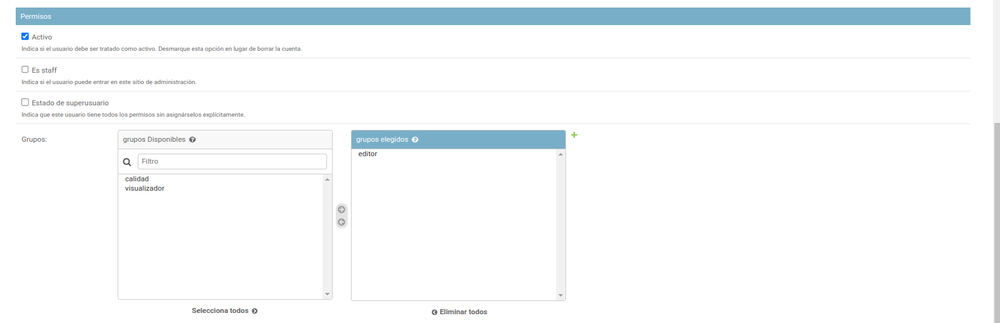 Permisos
Activo
Indica si el usuario debe ser tratado como activo. Desmarque esta opción en lugar de borrar la cuenta.
Es staff
Indica si el usuario puede entrar en este sitio de administración.
Estado de superusuario
Indica que este usuario tiene todos los permisos sin asignárselos explícitamente.
Grupos:
grupos Disponibles
Filtro
calidad
visualizador
Selecciona todos
grupos elegidos
editor
Eliminar todos